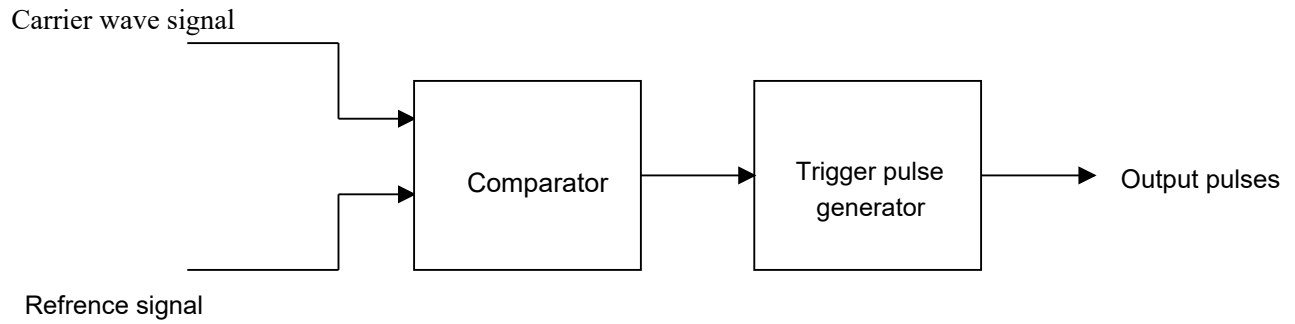 Carrier wave signal
Comparator
Trigger pulse
generator
Output pulses
Refrence signal